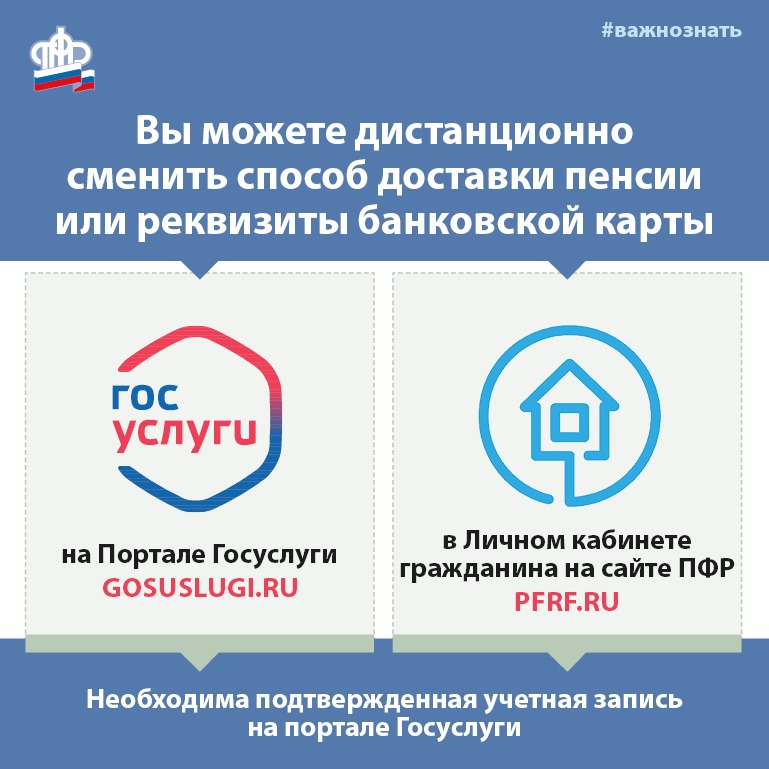 #важнознать
ПФР
Вы можете дистанционно
сменить способ доставки пенсии
или реквизиты банковской карты
гос
услуги
на Портале Госуслуги
GOSUSLUGI.RU
в Личном кабинете
гражданина на сайте ПФР
PFRF.RU
Необходима подтвержденная учетная запись
на портале Госуслуги